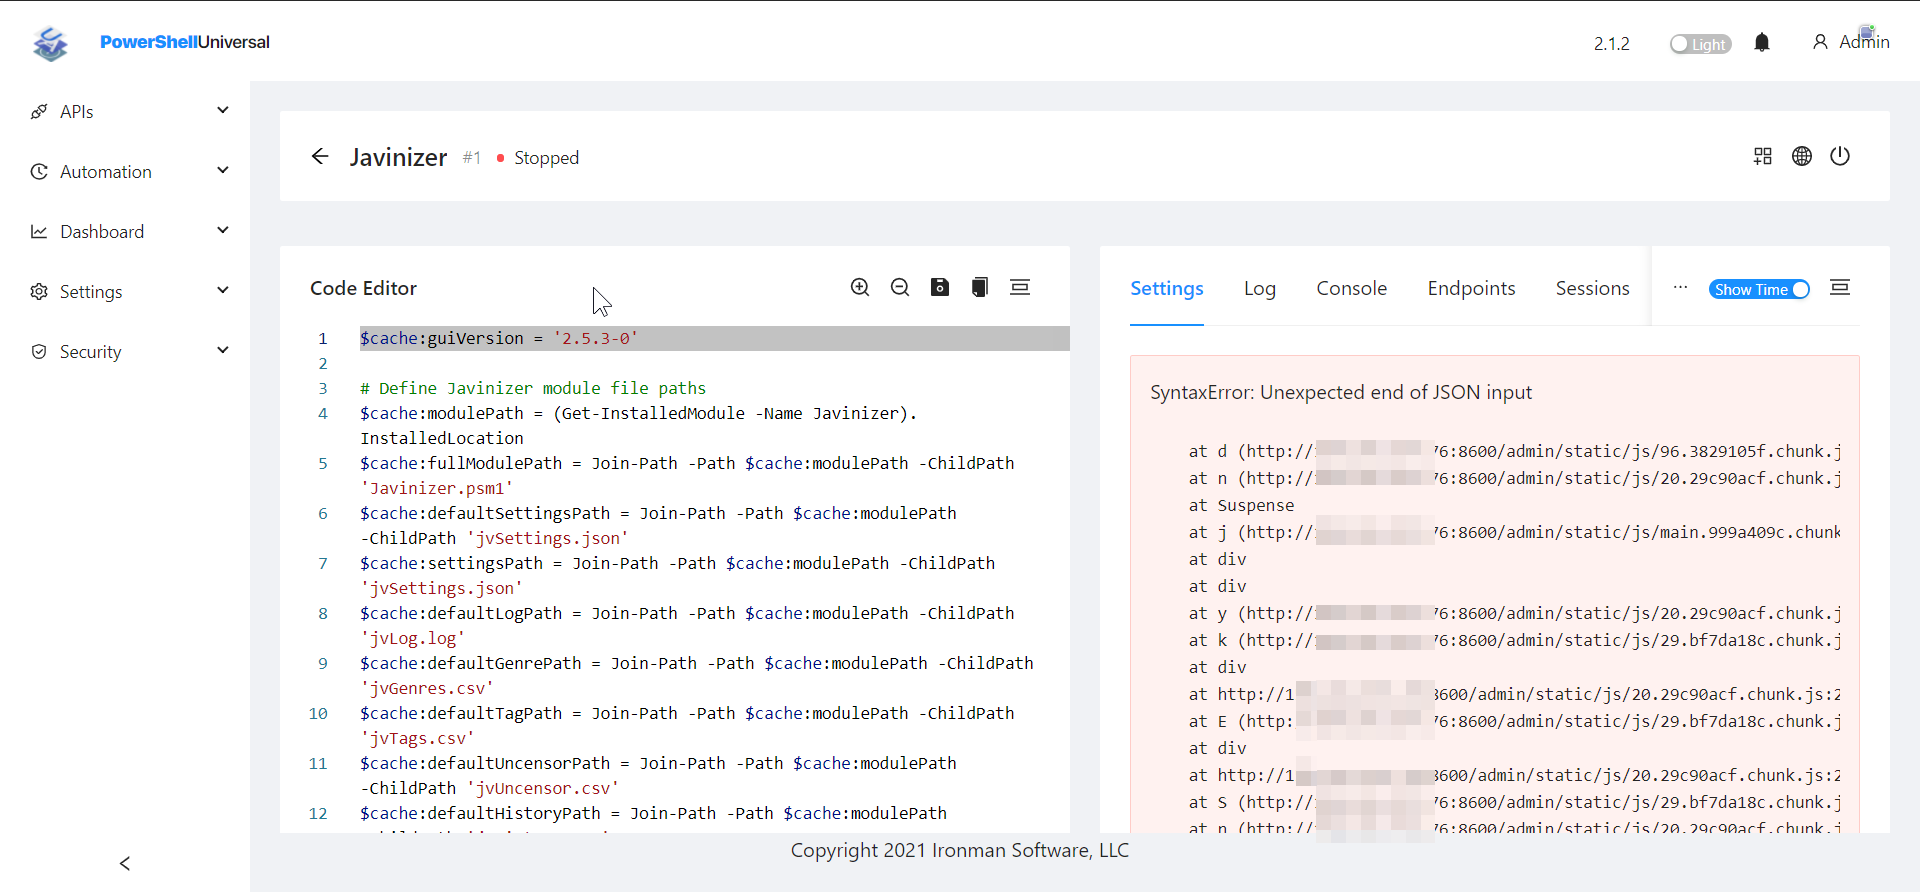 PowerShellUniversal
2.1.2
Light
Admin
APIs
Automation
Dashboard
Settings
Security
Javinizer #1 Stopped
Code Editor
1 $cache:guiVersion = '2.5.3-0'
2
3 # Define Javinizer module file paths
4 $cache:modulePath = (Get-InstalledModule -Name Javinizer).
InstalledLocation
5 $cache:fullModulePath = Join-Path -Path $cache:modulePath -ChildPath
'Javinizer.psm1'
6 $cache:defaultSettingsPath = Join-Path -Path $cache:modulePath
-ChildPath 'jvSettings.json'
7 $cache:settingsPath = Join-Path -Path $cache:modulePath -ChildPath
'jvSettings.json'
8 $cache:defaultLogPath = Join-Path -Path $cache:modulePath -ChildPath
'jvLog.log'
9 $cache:defaultGenrePath = Join-Path -Path $cache:modulePath -ChildPath
'jvGenres.csv'
10 $cache:defaultTagPath = Join-Path -Path $cache:modulePath -ChildPath
'jvTags.csv'
11 $cache:defaultUncensorPath = Join-Path -Path $cache:modulePath
-ChildPath 'jvUncensor.csv'
12 $cache:defaultHistoryPath = Join-Path -Path $cache:modulePath
Settings Log Console Endpoints Sessions ... Show Time
SyntaxError: Unexpected end of JSON input
at d (http:// 76:8600/admin/static/js/96.3829105f.chunk.j
at n (http:// 76:8600/admin/static/js/20.29c90acf.chunk.j
at Suspense
at j (http:// 76:8600/admin/static/js/main.999a409c.chunk
at div
at div
at y (http:// 76:8600/admin/static/js/20.29c90acf.chunk.j
at k (http:// 76:8600/admin/static/js/29.bf7da18c.chunk.j
at div
at http://1 8600/admin/static/js/20.29c90acf.chunk.js:2
at E (http: 76:8600/admin/static/js/29.bf7da18c.chunk.j
at div
at http://1 8600/admin/static/js/20.29c90acf.chunk.js:2
at S (http:// 76:8600/admin/static/js/29.bf7da18c.chunk.j
at n (http:// 76:8600/admin/static/js/20.29c90acf.chunk.j
Copyright 2021 Ironman Software, LLC